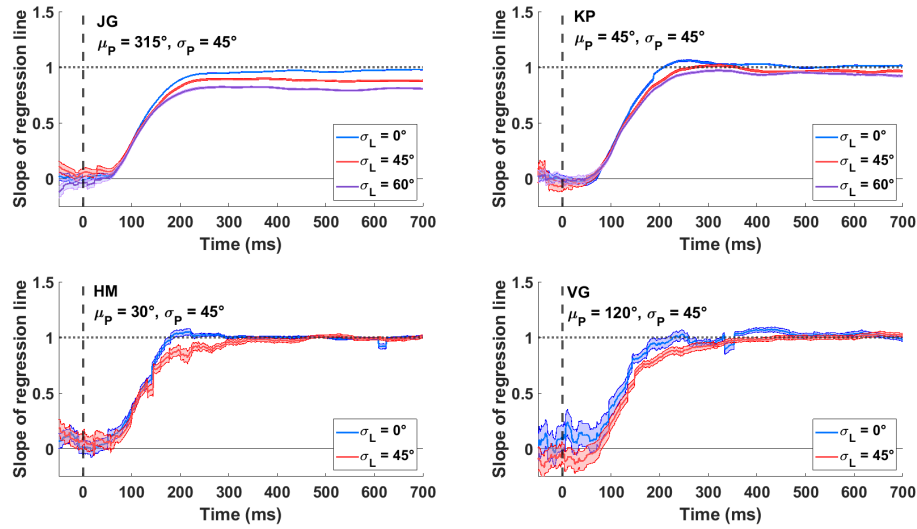 JG
μP = 315°, σP = 45°
Slope of regression line
1.5
1
0.5
0
σL = 0°
σL = 45°
σL = 60°
0 100 200 300 400 500 600 700
Time (ms)
KP
μP = 45°, σP = 45°
Slope of regression line
1.5
1
0.5
0
σL = 0°
σL = 45°
σL = 60°
0 100 200 300 400 500 600 700
Time (ms)
HM
μP = 30°, σP = 45°
Slope of regression line
1.5
1
0.5
0
σL = 0°
σL = 45°
0 100 200 300 400 500 600 700
Time (ms)
VG
μP = 120°, σP = 45°
Slope of regression line
1.5
1
0.5
0
σL = 0°
σL = 45°
0 100 200 300 400 500 600 700
Time (ms)